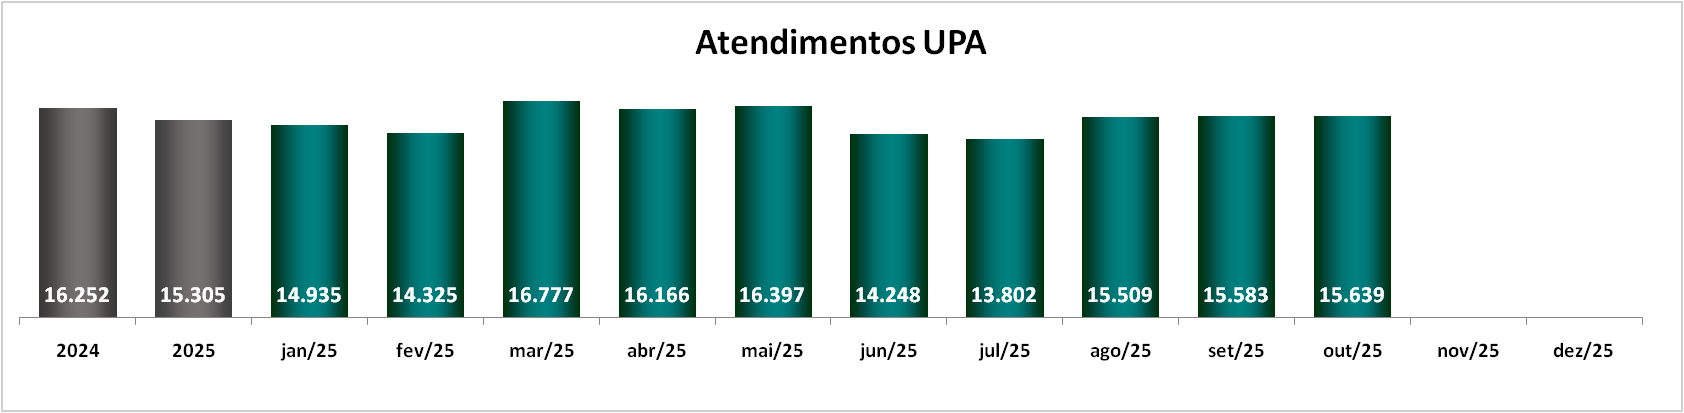 Atendimentos UPA
16.252 15.305 14.935 14.325 16.777 16.166 16.397 14.248 13.802 15.509 15.583 15.639
2024 2025 jan/25 fev/25 mar/25 abr/25 mai/25 jun/25 jul/25 ago/25 set/25 out/25 nov/25 dez/25